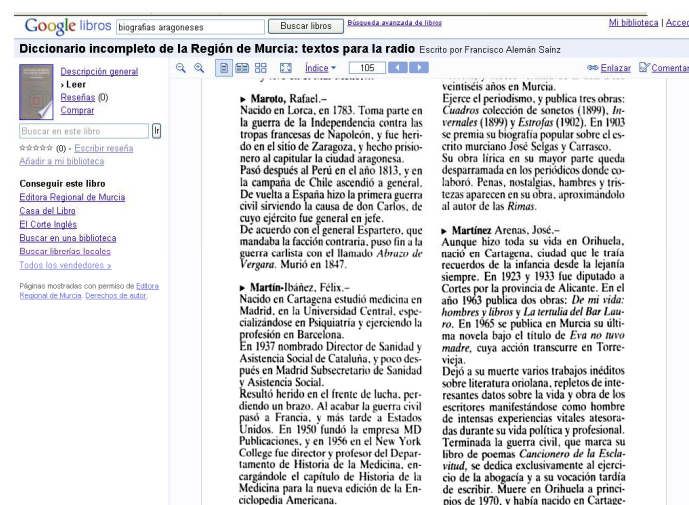 Google libros
biografias aragoneses
Buscar libros
Búsqueda avanzada de libros
Mi biblioteca | Acced
Diccionario incompleto de la Región de Murcia: textos para la radio Escrito por Francisco Alemán Saínz
Descripción general
› Leer
Reseñas (0)
Comprar
Buscar en este libro
Ir
(0) - Escribir reseña
Añadir a mi biblioteca
Conseguir este libro
Editora Regional de Murcia
Casa del Libro
El Corte Inglés
Buscar en una biblioteca
Buscar librerías locales
Todos los vendedores »
Páginas mostradas con permiso de Editora
Regional de Murcia. Derechos de autor.
Índice
105
Enlazar
Comentar
► Maroto, Rafael.–
Nacido en Lorca, en 1783. Toma parte en
la guerra de la Independencia contra las
tropas francesas de Napoleón, y fue heri-
do en el sitio de Zaragoza, y hecho prisio-
nero al capitular la ciudad aragonesa.
Pasó después al Perú en el año 1813, y en
la campaña de Chile ascendió a general.
De vuelta a España hizo la primera guerra
civil sirviendo la causa de don Carlos, de
cuyo ejército fue general en jefe.
De acuerdo con el general Espartero, que
mandaba la facción contraria, puso fin a la
guerra carlista con el llamado Abrazo de
Vergara. Murió en 1847.
► Martín-Ibáñez, Félix.–
Nacido en Cartagena estudió medicina en
Madrid, en la Universidad Central, espe-
cializándose en Psiquiatría y ejerciendo la
profesión en Barcelona.
En 1937 nombrado Director de Sanidad y
Asistencia Social de Cataluña, y poco des-
pués en Madrid Subsecretario de Sanidad
y Asistencia Social.
Resultó herido en el frente de lucha, per-
diendo un brazo. Al acabar la guerra civil
pasó a Francia, y más tarde a Estados
Unidos. En 1950 fundó la empresa MD
Publicaciones, y en 1956 en el New York
College fue director y profesor del Depar-
tamento de Historia de la Medicina, en-
cargándole el capítulo de Historia de la
Medicina para la nueva edición de la En-
ciclopedia Americana.
veintiséis años en Murcia.
Ejerce el periodismo, y publica tres obras:
Cuadros colección de sonetos (1899), In-
vernales (1899) y Estrofas (1902). En 1903
se premia su biografía popular sobre el es-
critor murciano José Selgas y Carrasco.
Su obra lírica en su mayor parte queda
desparramada en los periódicos donde co-
laboró. Penas, nostalgias, hambres y tris-
tezas aparecen en su obra, aproximándolo
al autor de las Rimas.
► Martínez Arenas, José.–
Aunque hizo toda su vida en Orihuela,
nació en Cartagena, ciudad que le traía
recuerdos de la infancia desde la lejanía
siempre. En 1923 y 1933 fue diputado a
Cortes por la provincia de Alicante. En el
año 1963 publica dos obras: De mi vida:
hombres y libros y La tertulia del Bar Lau-
ro. En 1965 se publica en Murcia su últi-
ma novela bajo el título de Eva no tuvo
madre, cuya acción transcurre en Torre-
vieja.
Dejó a su muerte varios trabajos inéditos
sobre literatura oriolana, repletos de inte-
resantes datos sobre la vida y obra de los
escritores manifestándose como hombre
de intensas experiencias vitales atesora-
das durante su vida política y profesional.
Terminada la guerra civil, que marca su
libro de poemas Cancionero de la Escla-
vitud, se dedica exclusivamente al ejerci-
cio de la abogacía y a su vocación tardía
de escribir. Muere en Orihuela a princi-
pios de 1970, y había nacido en Cartage-